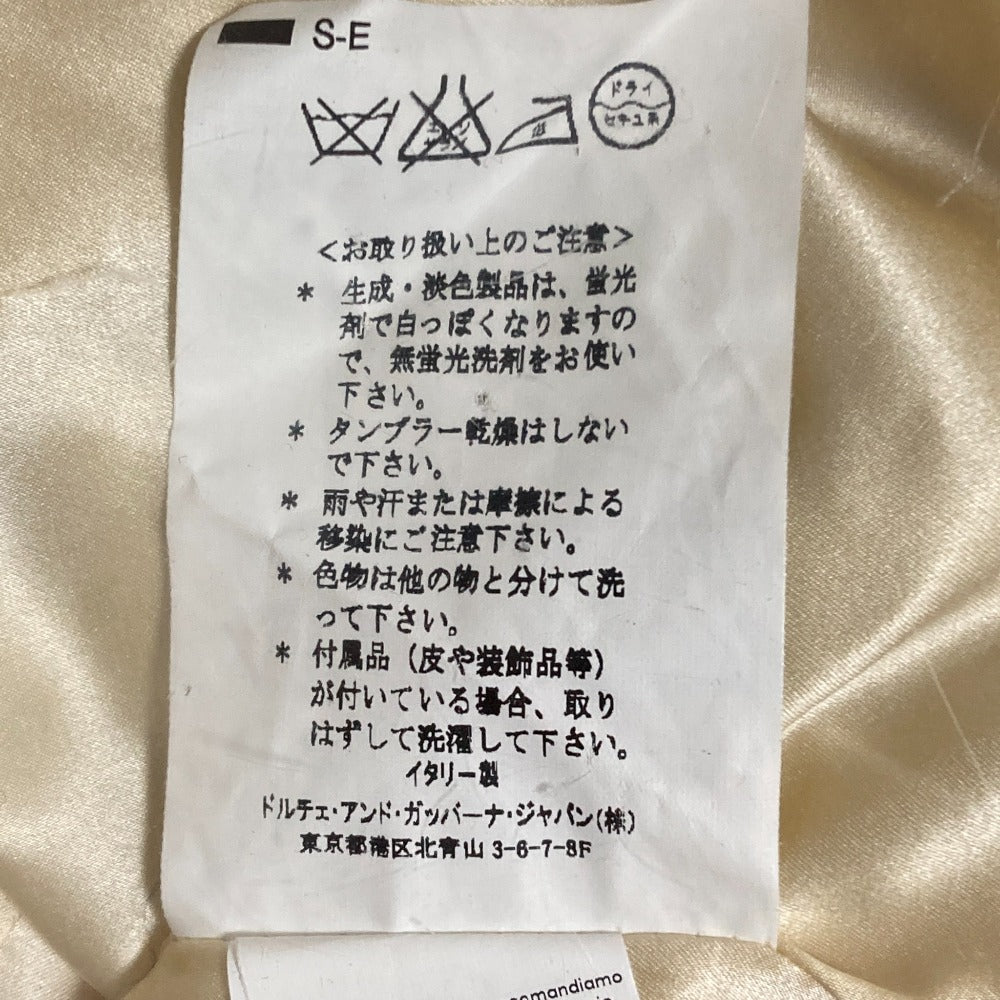 S-E
エンソ
サラシ
ドライ
セキユ系
<お取り扱い上のご注意>
* 生成・淡色製品は、蛍光
剤で白っぽくなりますの
で、無蛍光洗剤をお使い
下さい。
* タンブラー乾燥はしない
で下さい。
* 雨や汗または摩擦による
移染にご注意下さい。
* 色物は他の物と分けて洗
って下さい。
* 付属品(皮や装飾品等)
が付いている場合、取り
はずして洗濯して下さい。
イタリー製
ドルチェ・アンド・ガッバーナ・ジャパン(株)
東京都港区北青山 3-6-7-8F
comandiamo